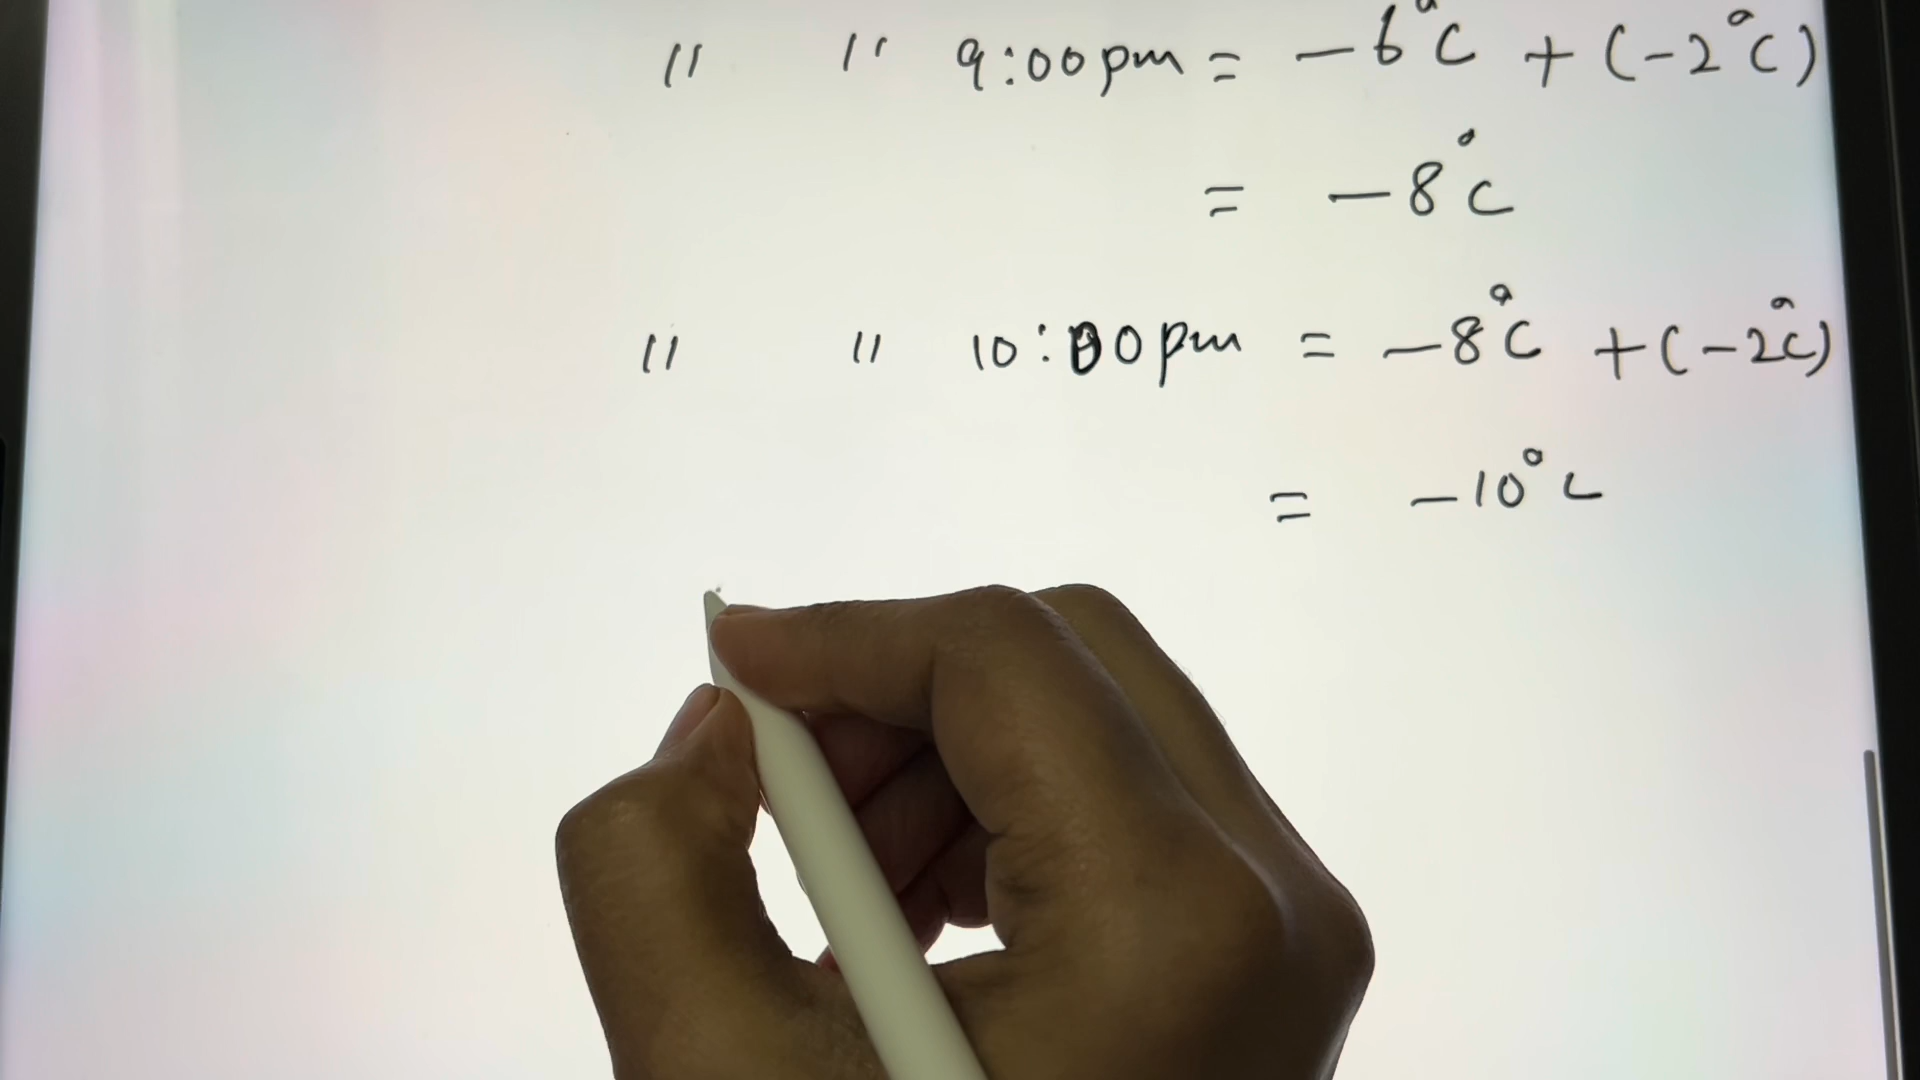 " " 9:00pm = -6°C + (-2°C)
= -8°C
" " 10:00pm = -8°C + (-2°C)
= -10°C